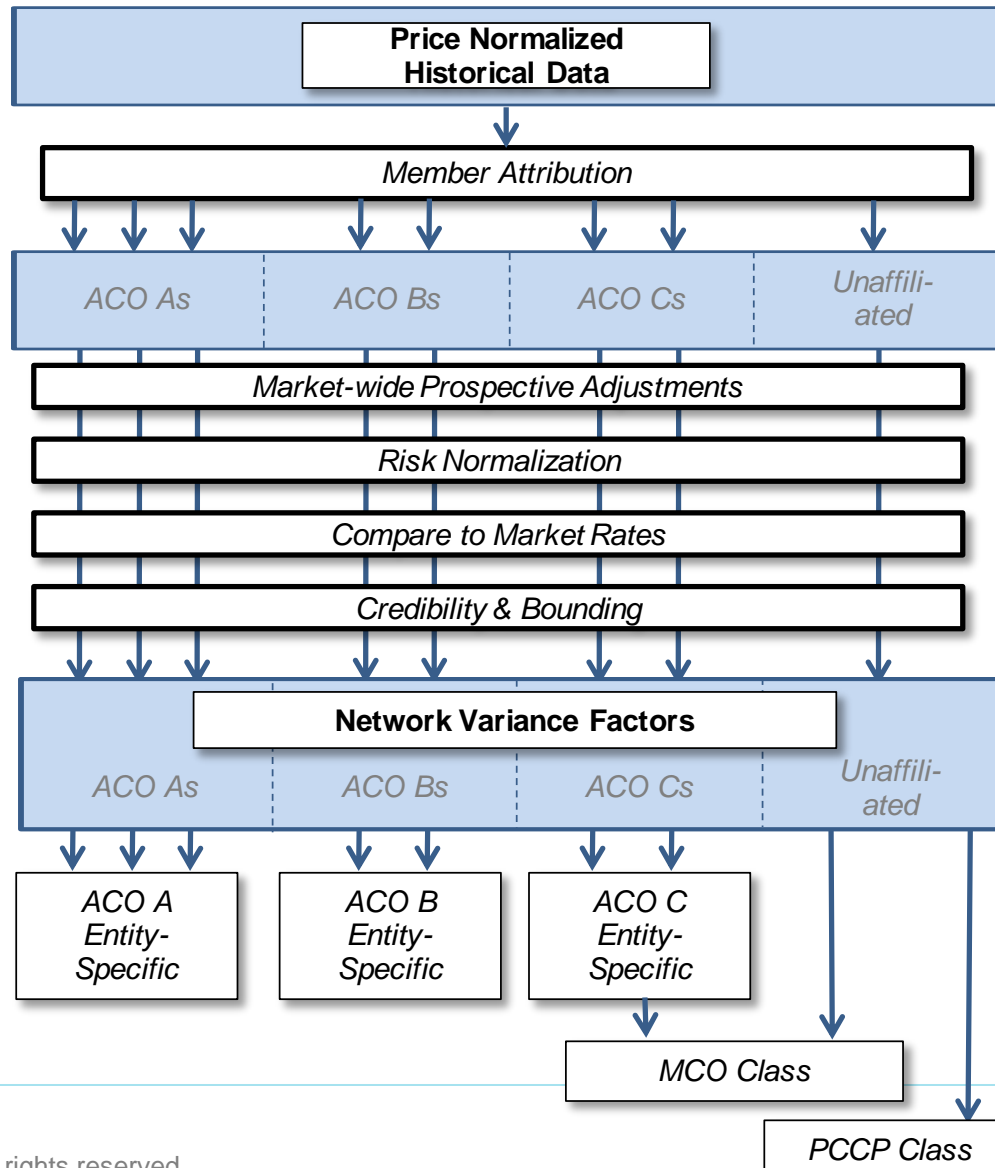 Price Normalized
Historical Data
Member Attribution
ACO As
ACO Bs
ACO Cs
Unaffili-
ated
Market-wide Prospective Adjustments
Risk Normalization
Compare to Market Rates
Credibility & Bounding
Network Variance Factors
ACO As
ACO Bs
ACO Cs
Unaffili-
ated
ACO A
Entity-
Specific
ACO B
Entity-
Specific
ACO C
Entity-
Specific
MCO Class
PCCP Class
rights reserved